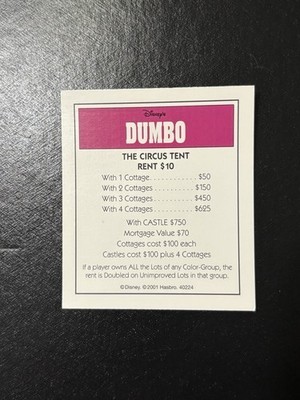 Disney's
DUMBO
THE CIRCUS TENT
RENT $10
With 1 Cottage.......... $50
With 2 Cottages.......... $150
With 3 Cottages.......... $450
With 4 Cottages.......... $625
With CASTLE $750
Mortgage Value $70
Cottages cost $100 each
Castles cost $100 plus 4 Cottages
If a player owns ALL the Lots of any Color-Group, the
rent is Doubled on Unimproved Lots in that group.
©Disney. ©2001 Hasbro. 40224